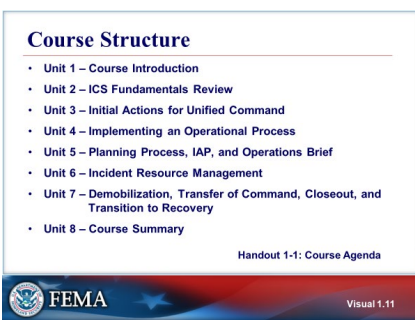 Course Structure
• Unit 1 – Course Introduction
• Unit 2 – ICS Fundamentals Review
• Unit 3 – Initial Actions for Unified Command
• Unit 4 – Implementing an Operational Process
• Unit 5 – Planning Process, IAP, and Operations Brief
• Unit 6 – Incident Resource Management
• Unit 7 – Demobilization, Transfer of Command, Closeout, and
Transition to Recovery
• Unit 8 – Course Summary
Handout 1-1: Course Agenda
FEMA
Visual 1.11